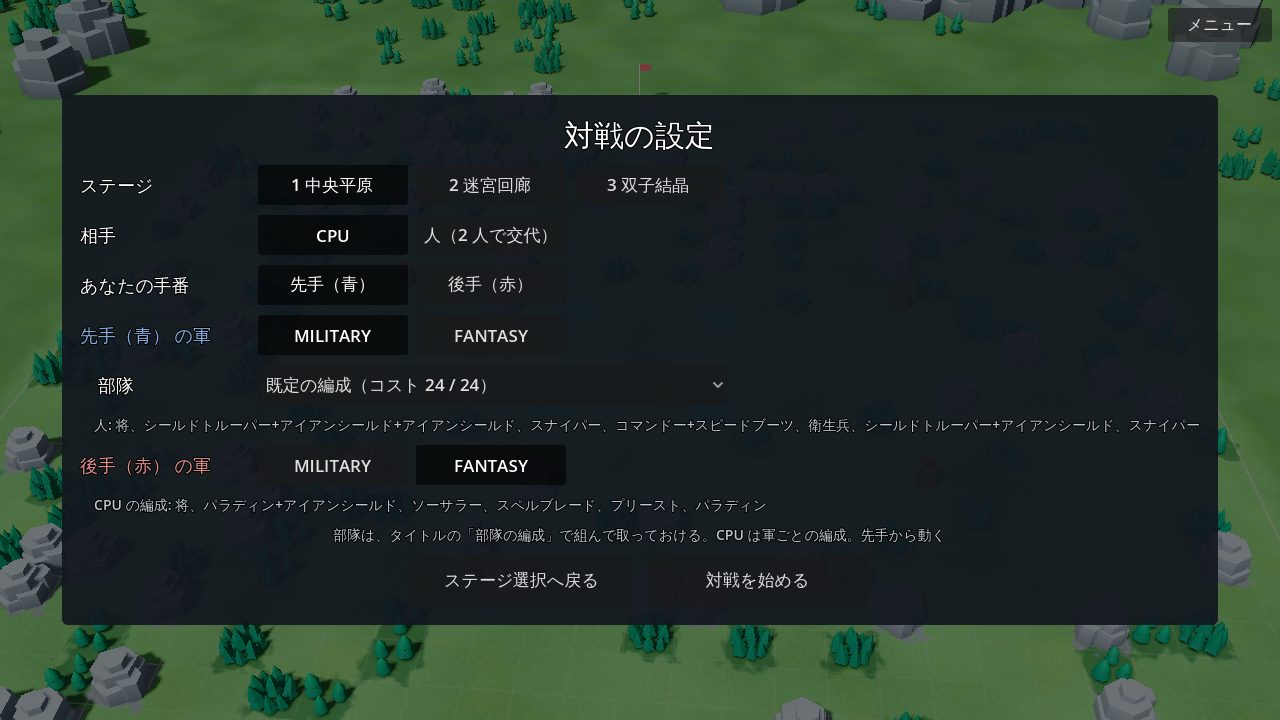 メニュー
対戦の設定
ステージ 1 中央平原 2 迷宮回廊 3 双子結晶
相手 CPU 人（2 人で交代）
あなたの手番 先手（青） 後手（赤）
先手（青） の軍 MILITARY FANTASY
部隊 既定の編成（コスト 24 / 24）
人: 将、シールドトルーパー+アイアンシールド+アイアンシールド、スナイパー、コマンドー+スピードブーツ、衛生兵、シールドトルーパー+アイアンシールド、スナイパー
後手（赤） の軍 MILITARY FANTASY
CPU の編成: 将、パラディン+アイアンシールド、ソーサラー、スペルブレード、プリースト、パラディン
部隊は、タイトルの「部隊の編成」で組んで取っておける。CPU は軍ごとの編成。先手から動く
ステージ選択へ戻る 対戦を始める